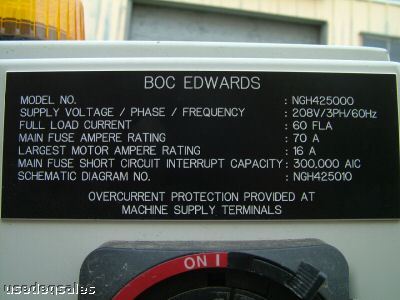 BOC EDWARDS
MODEL NO. : NGH425000
SUPPLY VOLTAGE / PHASE / FREQUENCY : 208V/3PH/60Hz
FULL LOAD CURRENT : 60 FLA
MAIN FUSE AMPERE RATING : 70 A
LARGEST MOTOR AMPERE RATING : 16 A
MAIN FUSE SHORT CIRCUIT INTERRUPT CAPACITY : 300,000 AIC
SCHEMATIC DIAGRAM NO. : NGH425010
OVERCURRENT PROTECTION PROVIDED AT
MACHINE SUPPLY TERMINALS
ON I
usedeqsales